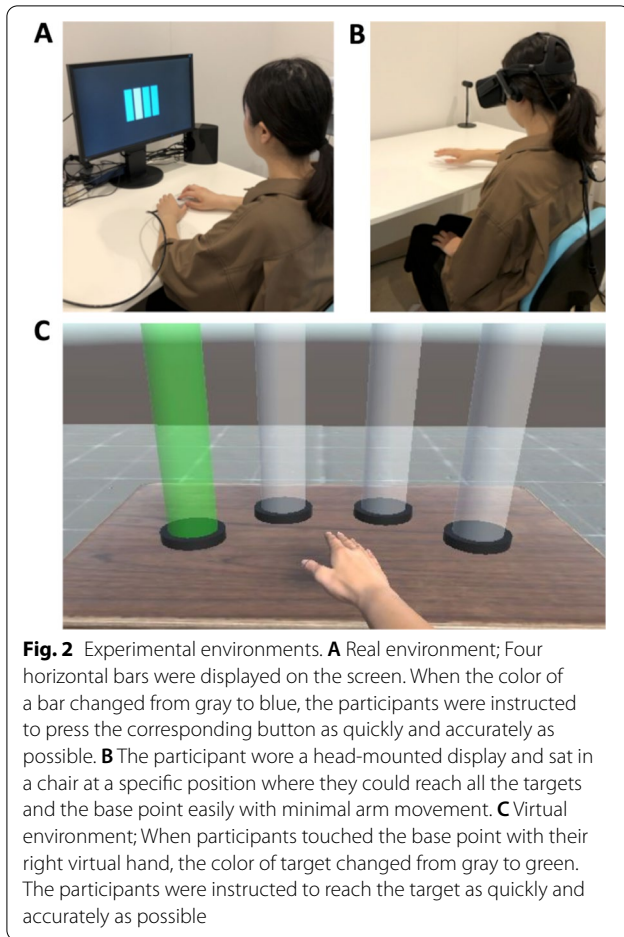 A
B
C
Fig. 2 Experimental environments. A Real environment; Four
horizontal bars were displayed on the screen. When the color of
a bar changed from gray to blue, the participants were instructed
to press the corresponding button as quickly and accurately as
possible. B The participant wore a head-mounted display and sat in
a chair at a specific position where they could reach all the targets
and the base point easily with minimal arm movement. C Virtual
environment; When participants touched the base point with their
right virtual hand, the color of target changed from gray to green.
The participants were instructed to reach the target as quickly and
accurately as possible